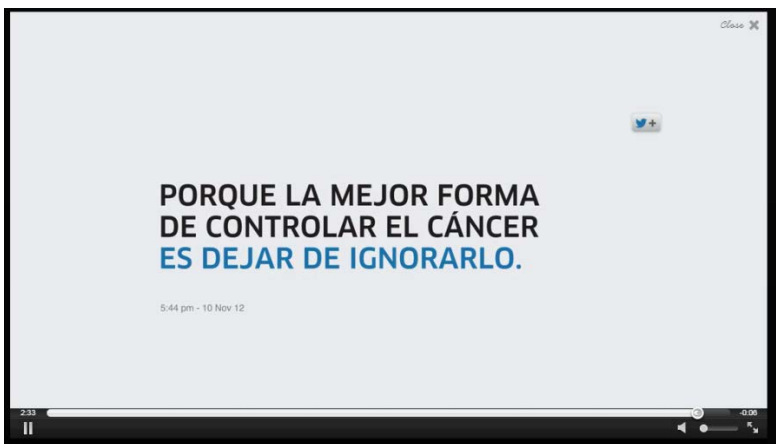 Close
PORQUE LA MEJOR FORMA
DE CONTROLAR EL CÁNCER
ES DEJAR DE IGNORARLO.
5:44 pm - 10 Nov 12
2:33
-0:06